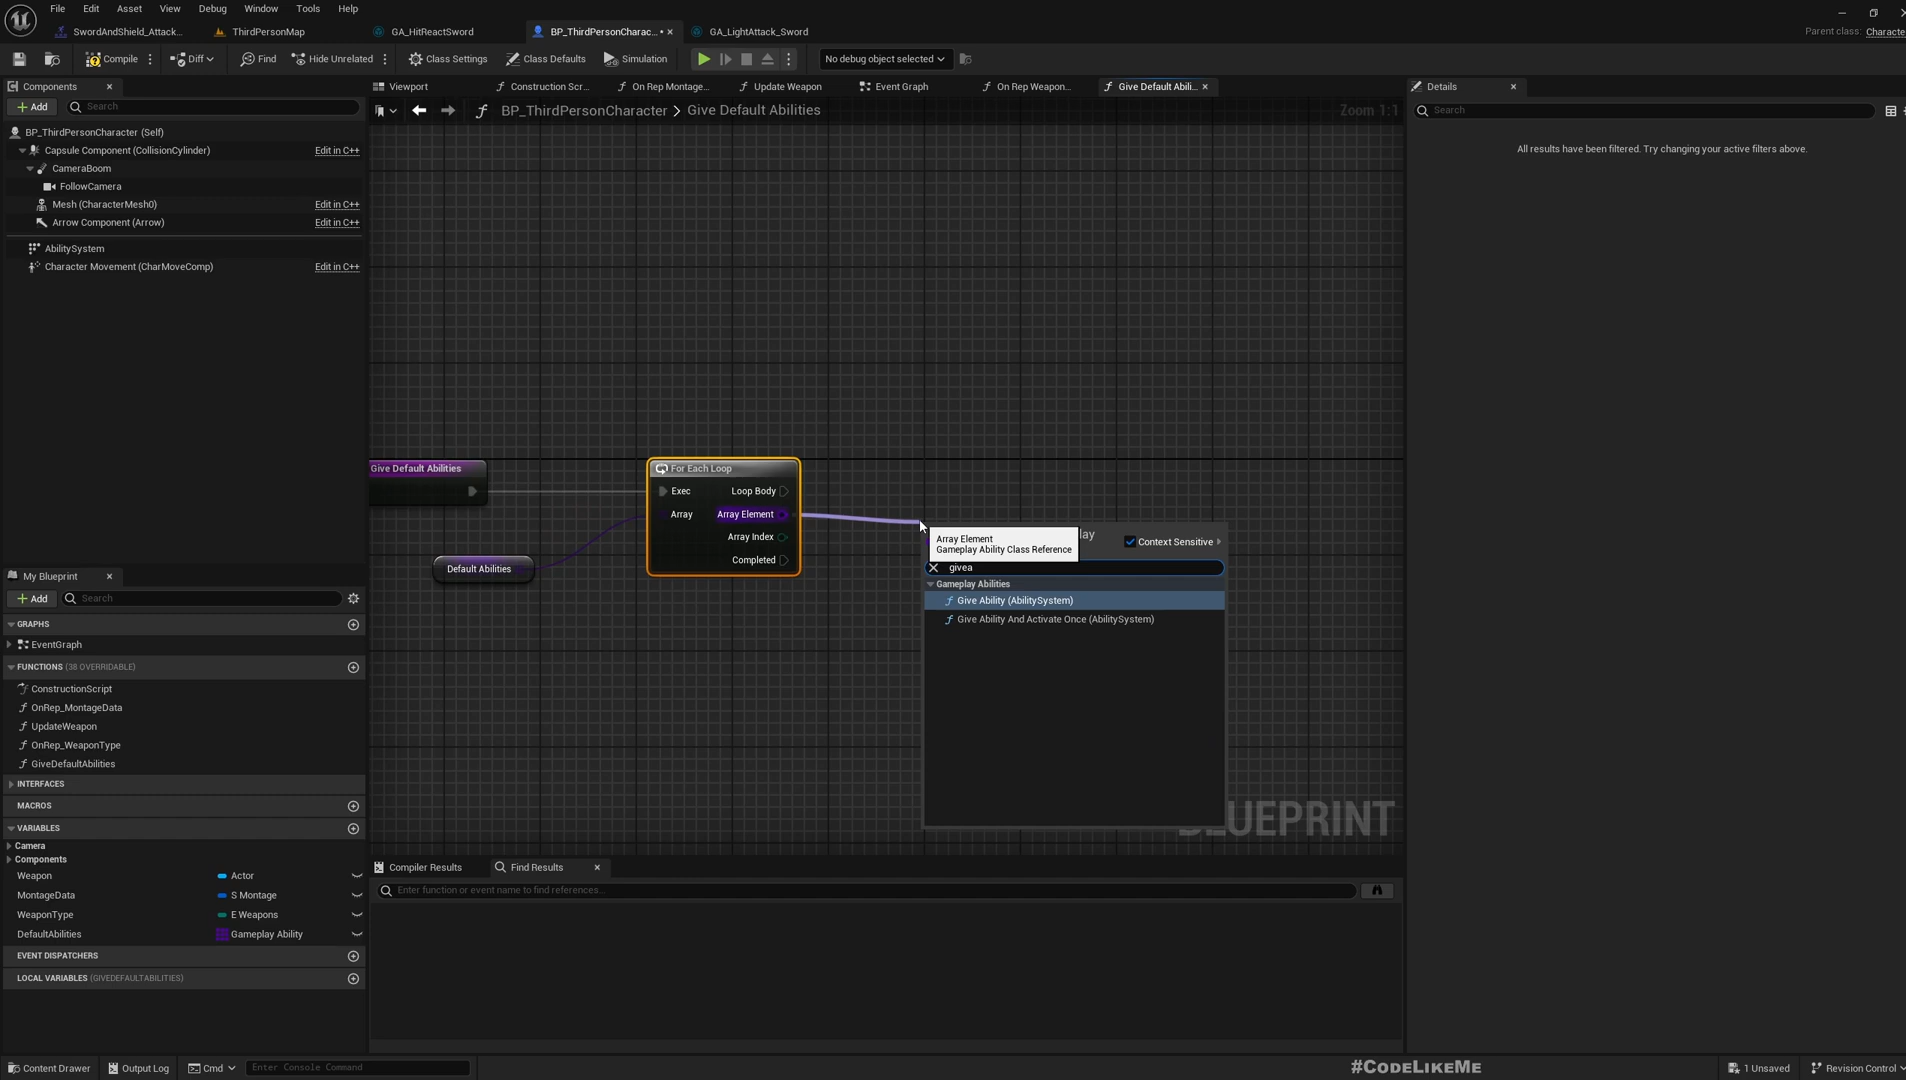 File Edit Asset View Debug Window Tools Help
SwordAndShield_Attack... ThirdPersonMap GA_HitReactSword BP_ThirdPersonCharac... • × GA_LightAttack_Sword
Parent class: Characte
Compile Diff Find Hide Unrelated Class Settings Class Defaults Simulation No debug object selected
Components ×
Add Search
BP_ThirdPersonCharacter (Self)
Capsule Component (CollisionCylinder) Edit in C++
CameraBoom
FollowCamera
Mesh (CharacterMesh0) Edit in C++
Arrow Component (Arrow) Edit in C++
AbilitySystem
Character Movement (CharMoveComp) Edit in C++
My Blueprint ×
+ Add Search
GRAPHS
EventGraph
FUNCTIONS (38 OVERRIDABLE)
ConstructionScript
OnRep_MontageData
UpdateWeapon
OnRep_WeaponType
GiveDefaultAbilities
INTERFACES
MACROS
VARIABLES
Camera
Components
Weapon Actor
MontageData S Montage
WeaponType E Weapons
DefaultAbilities Gameplay Ability
EVENT DISPATCHERS
LOCAL VARIABLES (GIVEDEFAULTABILITIES)
Viewport Construction Scr... On Rep Montage... Update Weapon Event Graph On Rep Weapon... Give Default Abili... ×
BP_ThirdPersonCharacter > Give Default Abilities Zoom 1:1
Give Default Abilities
For Each Loop
Exec Loop Body
Array Array Element
Array Index
Completed
Default Abilities
Array Element
Gameplay Ability Class Reference
lay
Context Sensitive
givea
Gameplay Abilities
Give Ability (AbilitySystem)
Give Ability And Activate Once (AbilitySystem)
LUEPRINT
Compiler Results Find Results ×
Enter function or event name to find references...
Details ×
Search
All results have been filtered. Try changing your active filters above.
Content Drawer Output Log Cmd Enter Console Command
#CODELIKEME
1 Unsaved Revision Control